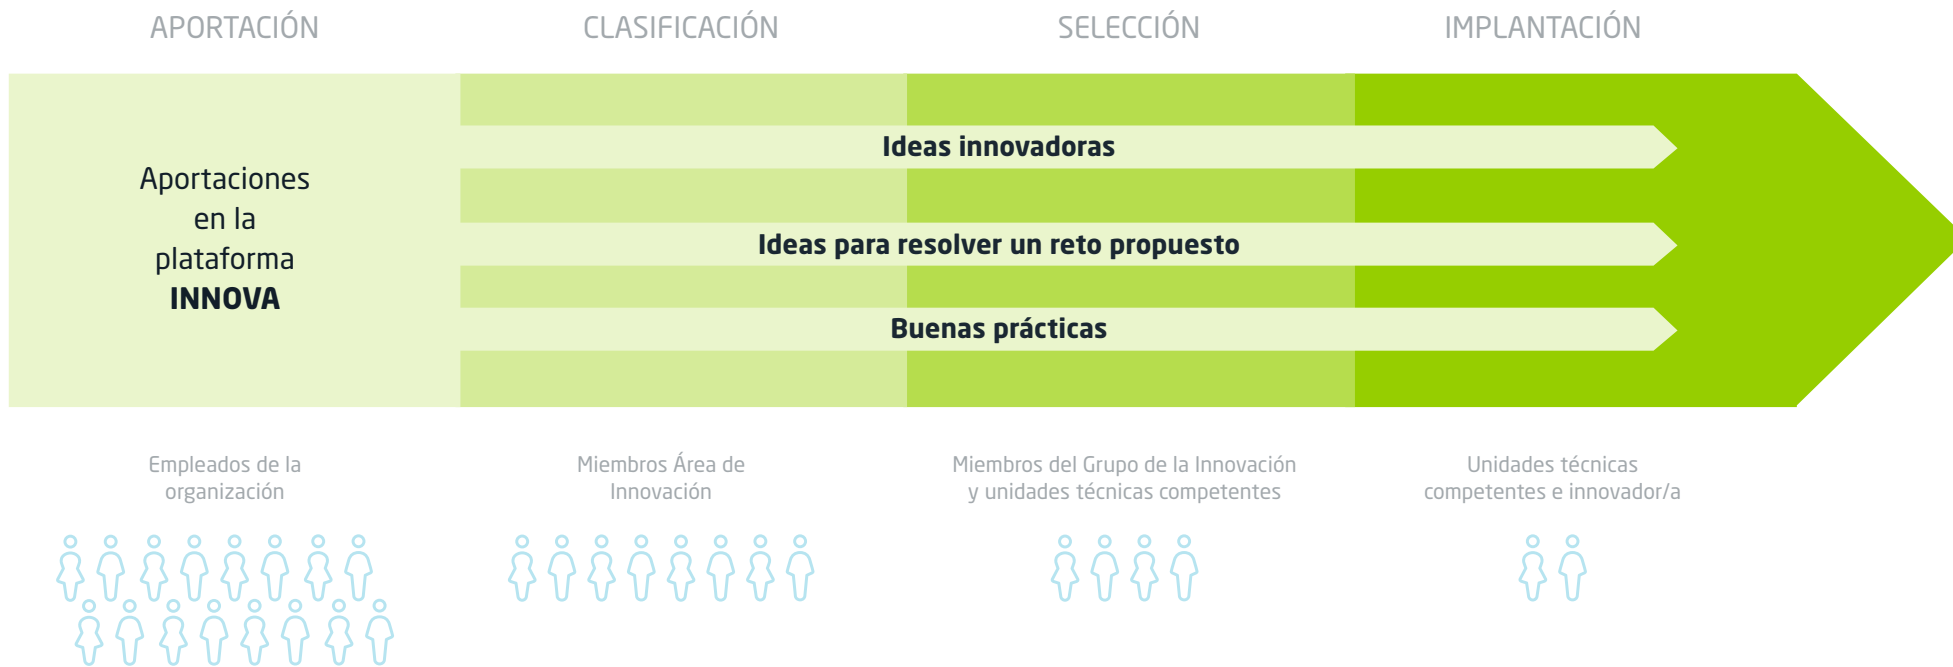 APORTACIÓN
CLASIFICACIÓN
SELECCIÓN
IMPLANTACIÓN
Aportaciones
en la
plataforma
INNOVA
Ideas innovadoras
Ideas para resolver un reto propuesto
Buenas prácticas
Empleados de la
organización
Miembros Área de
Innovación
Miembros del Grupo de la Innovación
y unidades técnicas competentes
Unidades técnicas
competentes e innovador/a